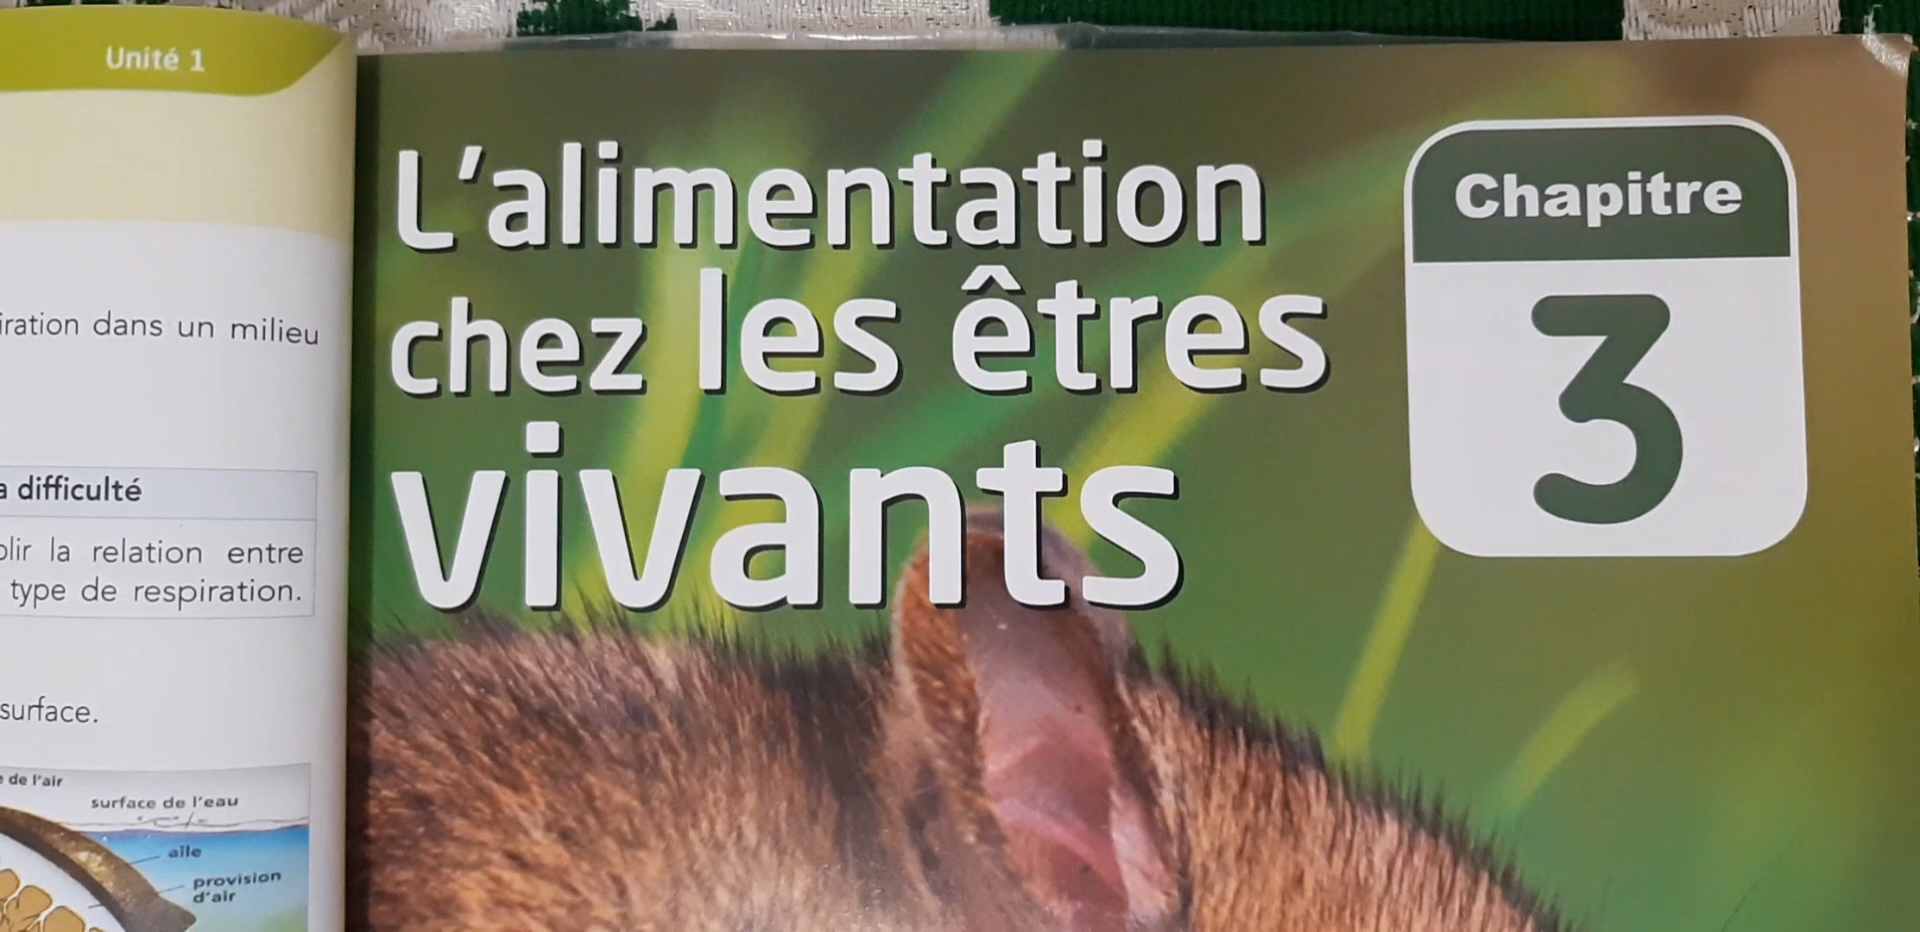 Unité 1
iration dans un milieu
difficulté
la relation entre
type de respiration.
surface.
de l'air
surface de l'eau
aile
provision
d'air
L'alimentation
chez les êtres
vivants
Chapitre
3